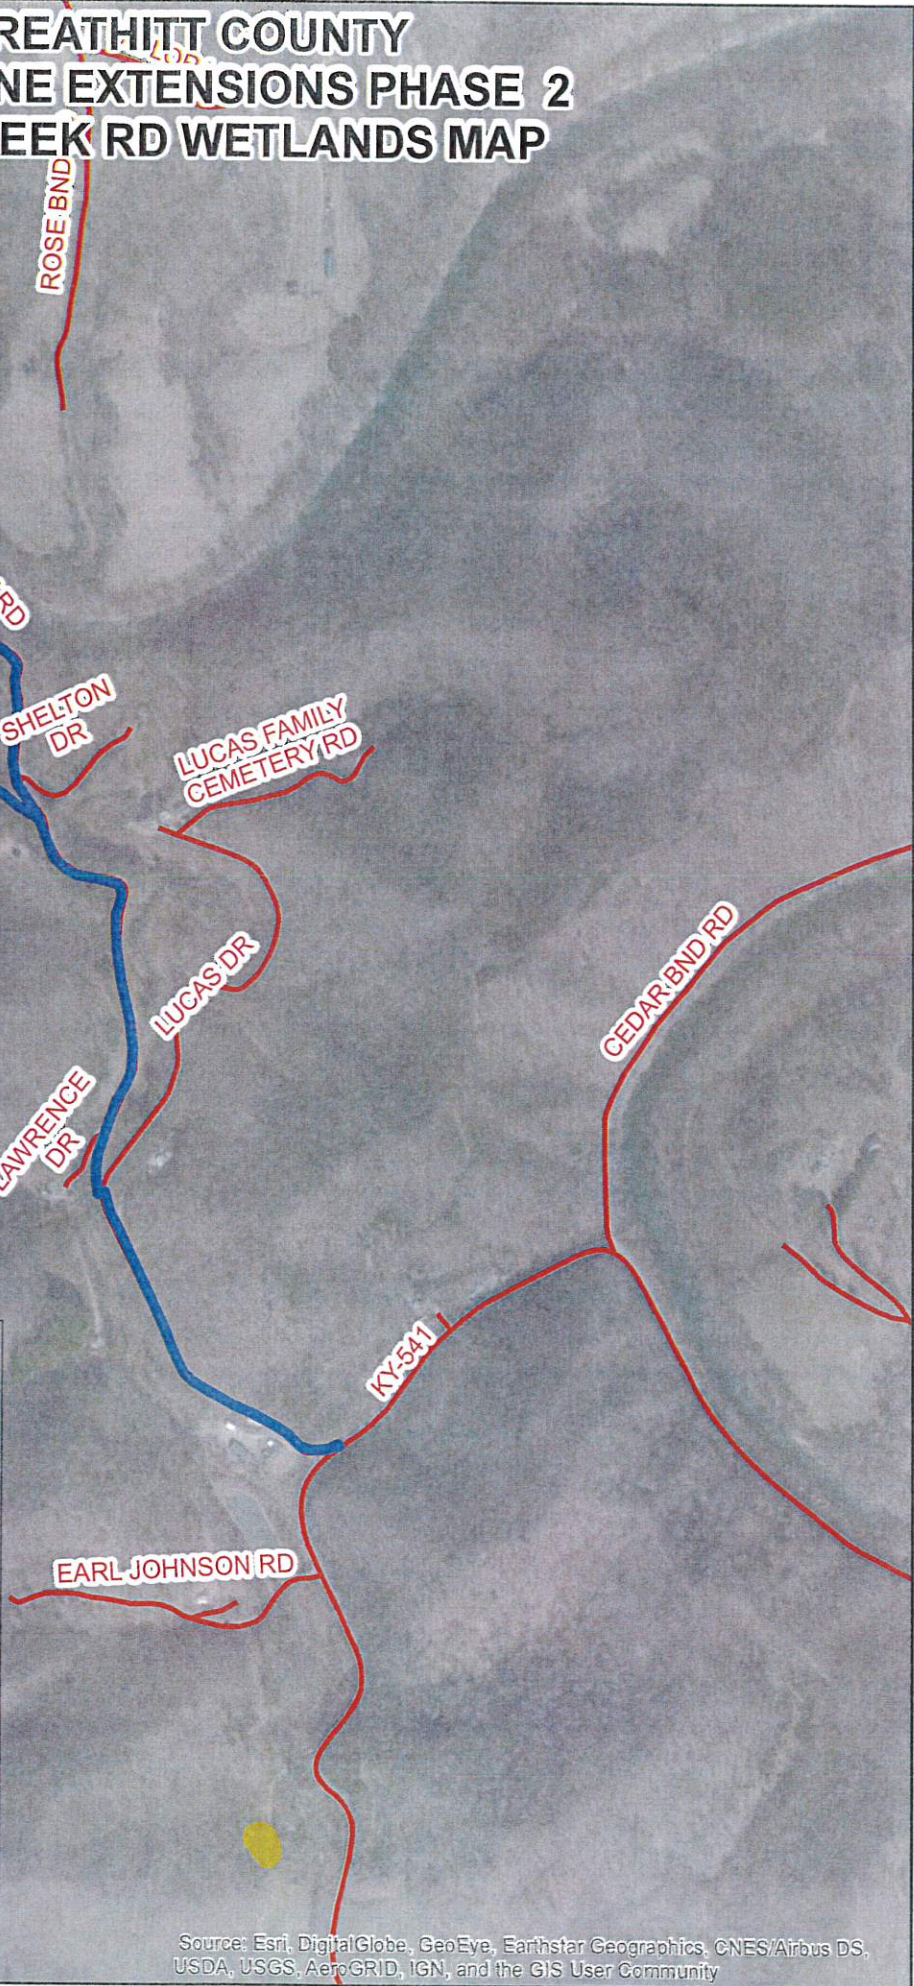 REATHITT COUNTY
NE EXTENSIONS PHASE 2
EEK RD WETLANDS MAP
ROSE BND
RD
SHELTON
DR
LUCAS FAMILY
CEMETERY RD
LUCAS DR
CEDAR BND RD
LAWRENCE
DR
KY-541
EARL JOHNSON RD
Source: Esri, DigitalGlobe, GeoEye, Earthstar Geographics, CNES/Airbus DS,
USDA, USGS, AeroGRID, IGN, and the GIS User Community